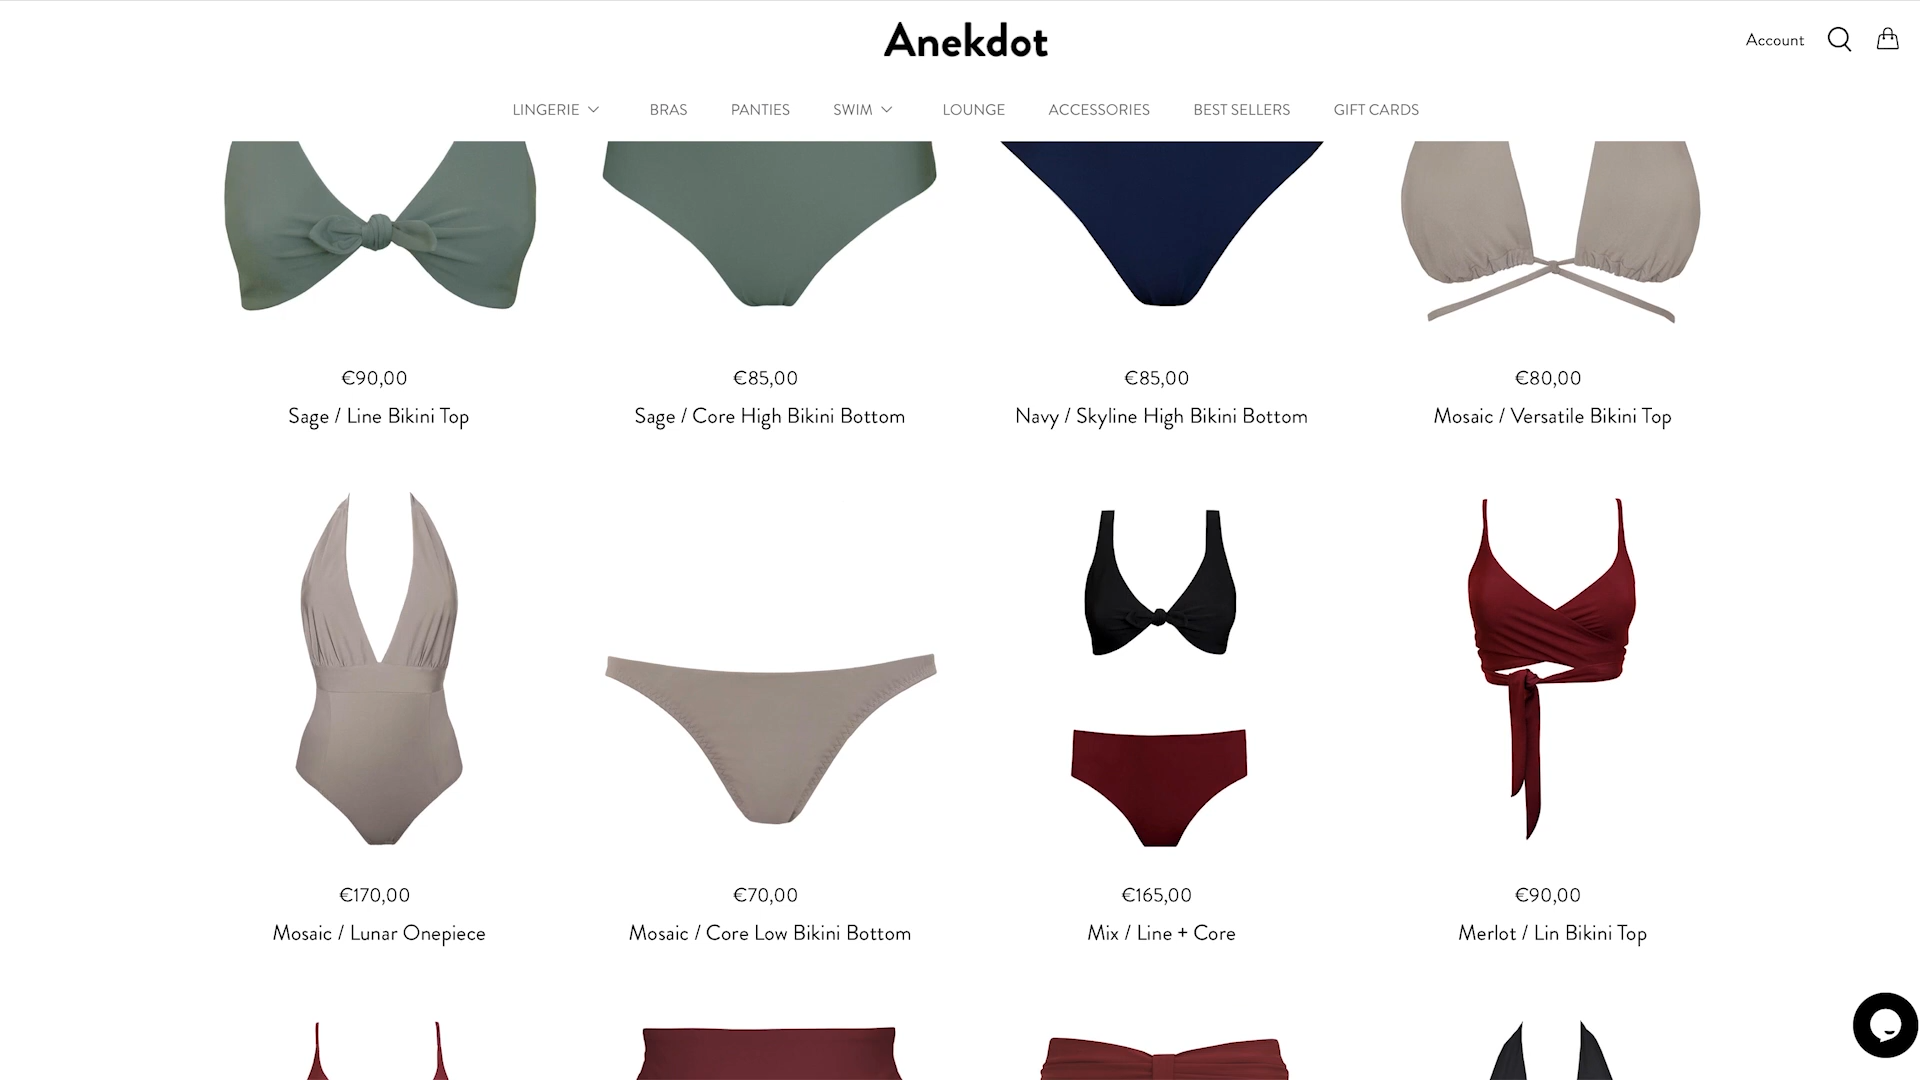 Anekdot
Account
LINGERIE
BRAS
PANTIES
SWIM
LOUNGE
ACCESSORIES
BEST SELLERS
GIFT CARDS
€90,00
Sage / Line Bikini Top
€85,00
Sage / Core High Bikini Bottom
€85,00
Navy / Skyline High Bikini Bottom
€80,00
Mosaic / Versatile Bikini Top
€170,00
Mosaic / Lunar Onepiece
€70,00
Mosaic / Core Low Bikini Bottom
€165,00
Mix / Line + Core
€90,00
Merlot / Lin Bikini Top